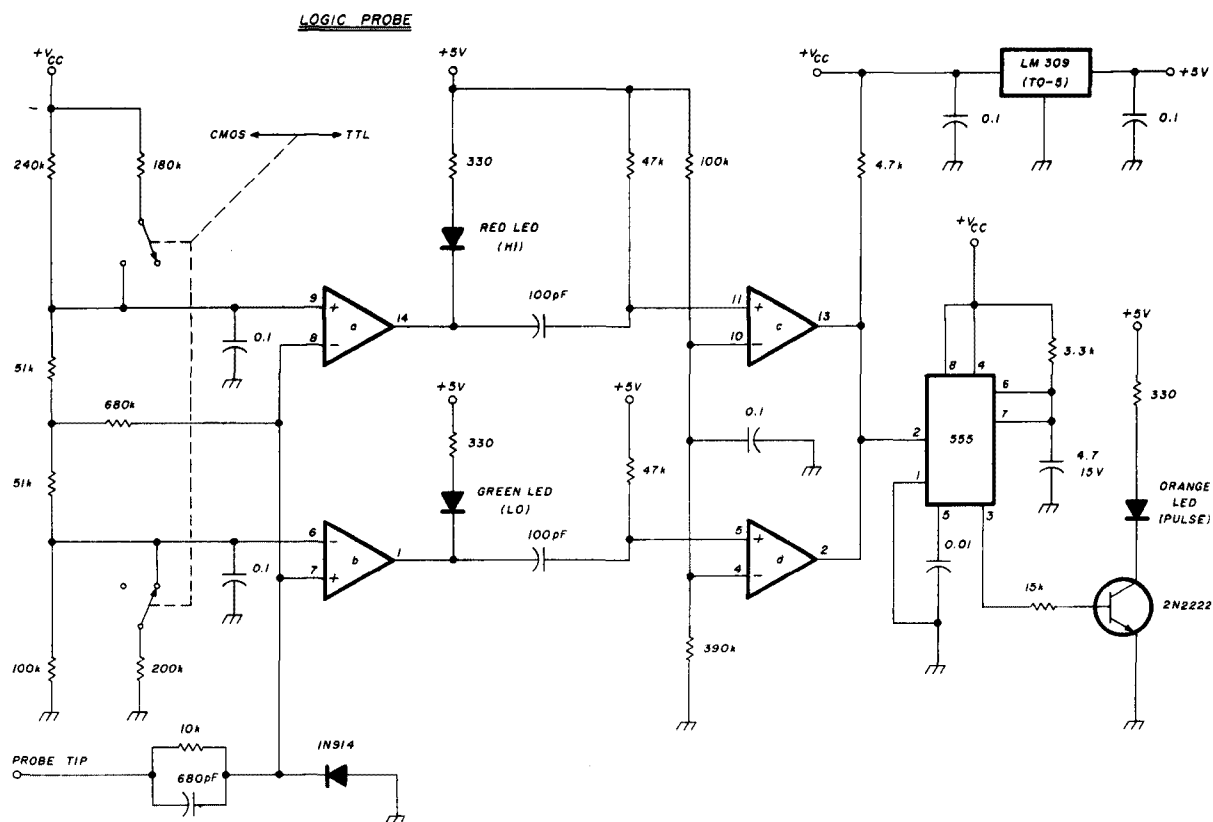 LOGIC PROBE
+VCC
240k
180k
CMOS
TTL
51k
680k
51k
100k
200k
0.1
0.1
9
+
8
-
a
14
6
-
7
+
b
1
+5V
330
RED LED
(HI)
100pF
47k
100k
+5V
330
GREEN LED
(LO)
100pF
+5V
47k
0.1
390k
11
+
10
-
c
13
5
+
4
-
d
2
+VCC
4.7k
0.1
LM 309
(TO-5)
+5V
0.1
+VCC
8
4
6
7
2
1
555
5
3
3.3k
4.7
15V
0.01
15k
+5V
330
ORANGE
LED
(PULSE)
2N2222
PROBE TIP
10k
680pF
1N914